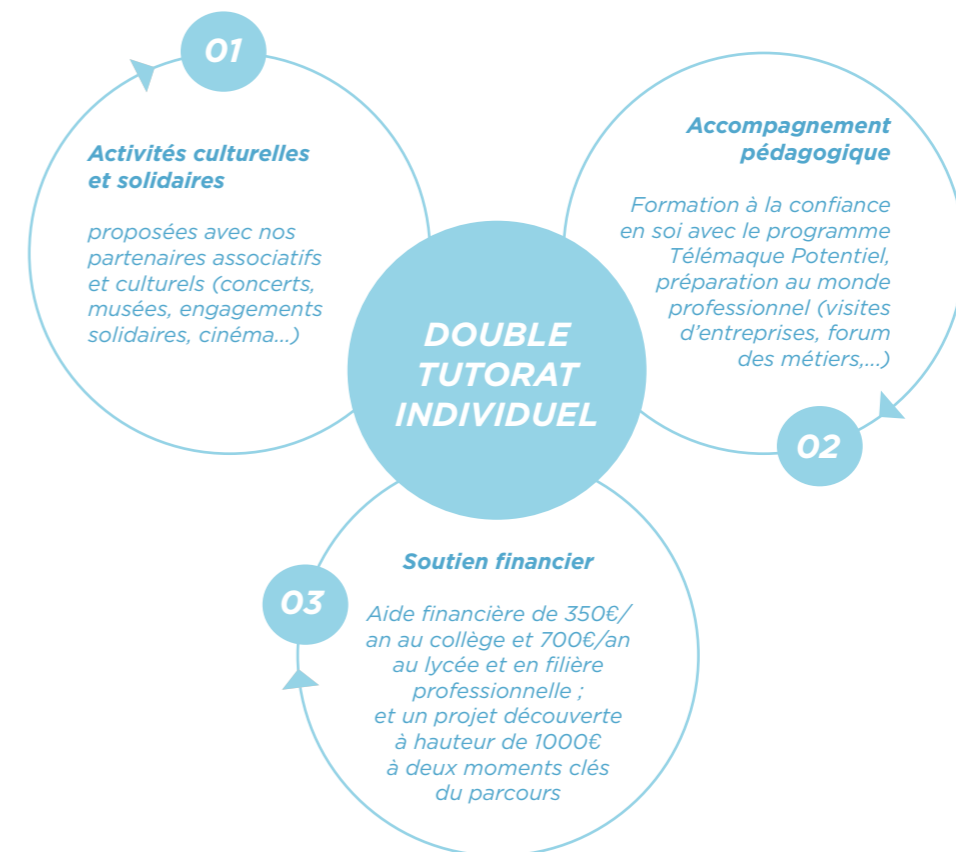 01
Activités culturelles
et solidaires
proposées avec nos
partenaires associatifs
et culturels (concerts,
musées, engagements
solidaires, cinéma...)
Accompagnement
pédagogique
Formation à la confiance
en soi avec le programme
Télémaque Potentiel,
préparation au monde
professionnel (visites
d'entreprises, forum
des métiers,...)
02
DOUBLE
TUTORAT
INDIVIDUEL
03
Soutien financier
Aide financière de 350€/
an au collège et 700€/an
au lycée et en filière
professionnelle ;
et un projet découverte
à hauteur de 1000€
à deux moments clés
du parcours